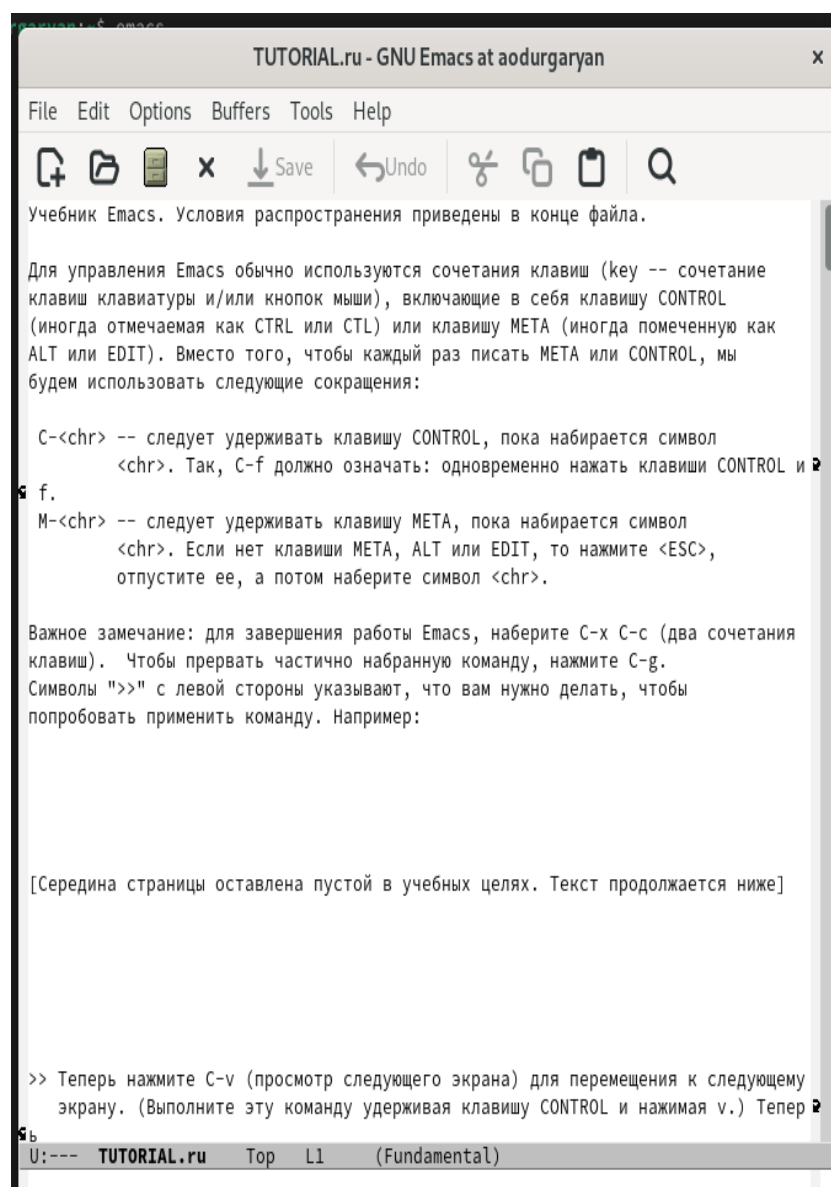 garyan:~$ emacs
TUTORIAL.ru - GNU Emacs at aodurgaryan
File Edit Options Buffers Tools Help
Save Undo
Учебник Emacs. Условия распространения приведены в конце файла.
Для управления Emacs обычно используются сочетания клавиш (key -- сочетание
клавиш клавиатуры и/или кнопок мыши), включающие в себя клавишу CONTROL
(иногда отмечаемая как CTRL или CTL) или клавишу META (иногда помеченную как
ALT или EDIT). Вместо того, чтобы каждый раз писать META или CONTROL, мы
будем использовать следующие сокращения:
C-<chr> -- следует удерживать клавишу CONTROL, пока набирается символ
<chr>. Так, C-f должно означать: одновременно нажать клавиши CONTROL и
f.
M-<chr> -- следует удерживать клавишу META, пока набирается символ
<chr>. Если нет клавиши META, ALT или EDIT, то нажмите <ESC>,
отпустите ее, а потом наберите символ <chr>.
Важное замечание: для завершения работы Emacs, наберите C-x C-c (два сочетания
клавиш).  Чтобы прервать частично набранную команду, нажмите C-g.
Символы ">>" с левой стороны указывают, что вам нужно делать, чтобы
попробовать применить команду. Например:
[Середина страницы оставлена пустой в учебных целях. Текст продолжается ниже]
>> Теперь нажмите C-v (просмотр следующего экрана) для перемещения к следующему
экрану. (Выполните эту команду удерживая клавишу CONTROL и нажимая v.) Тепер
ь
U:--- TUTORIAL.ru Top L1 (Fundamental)